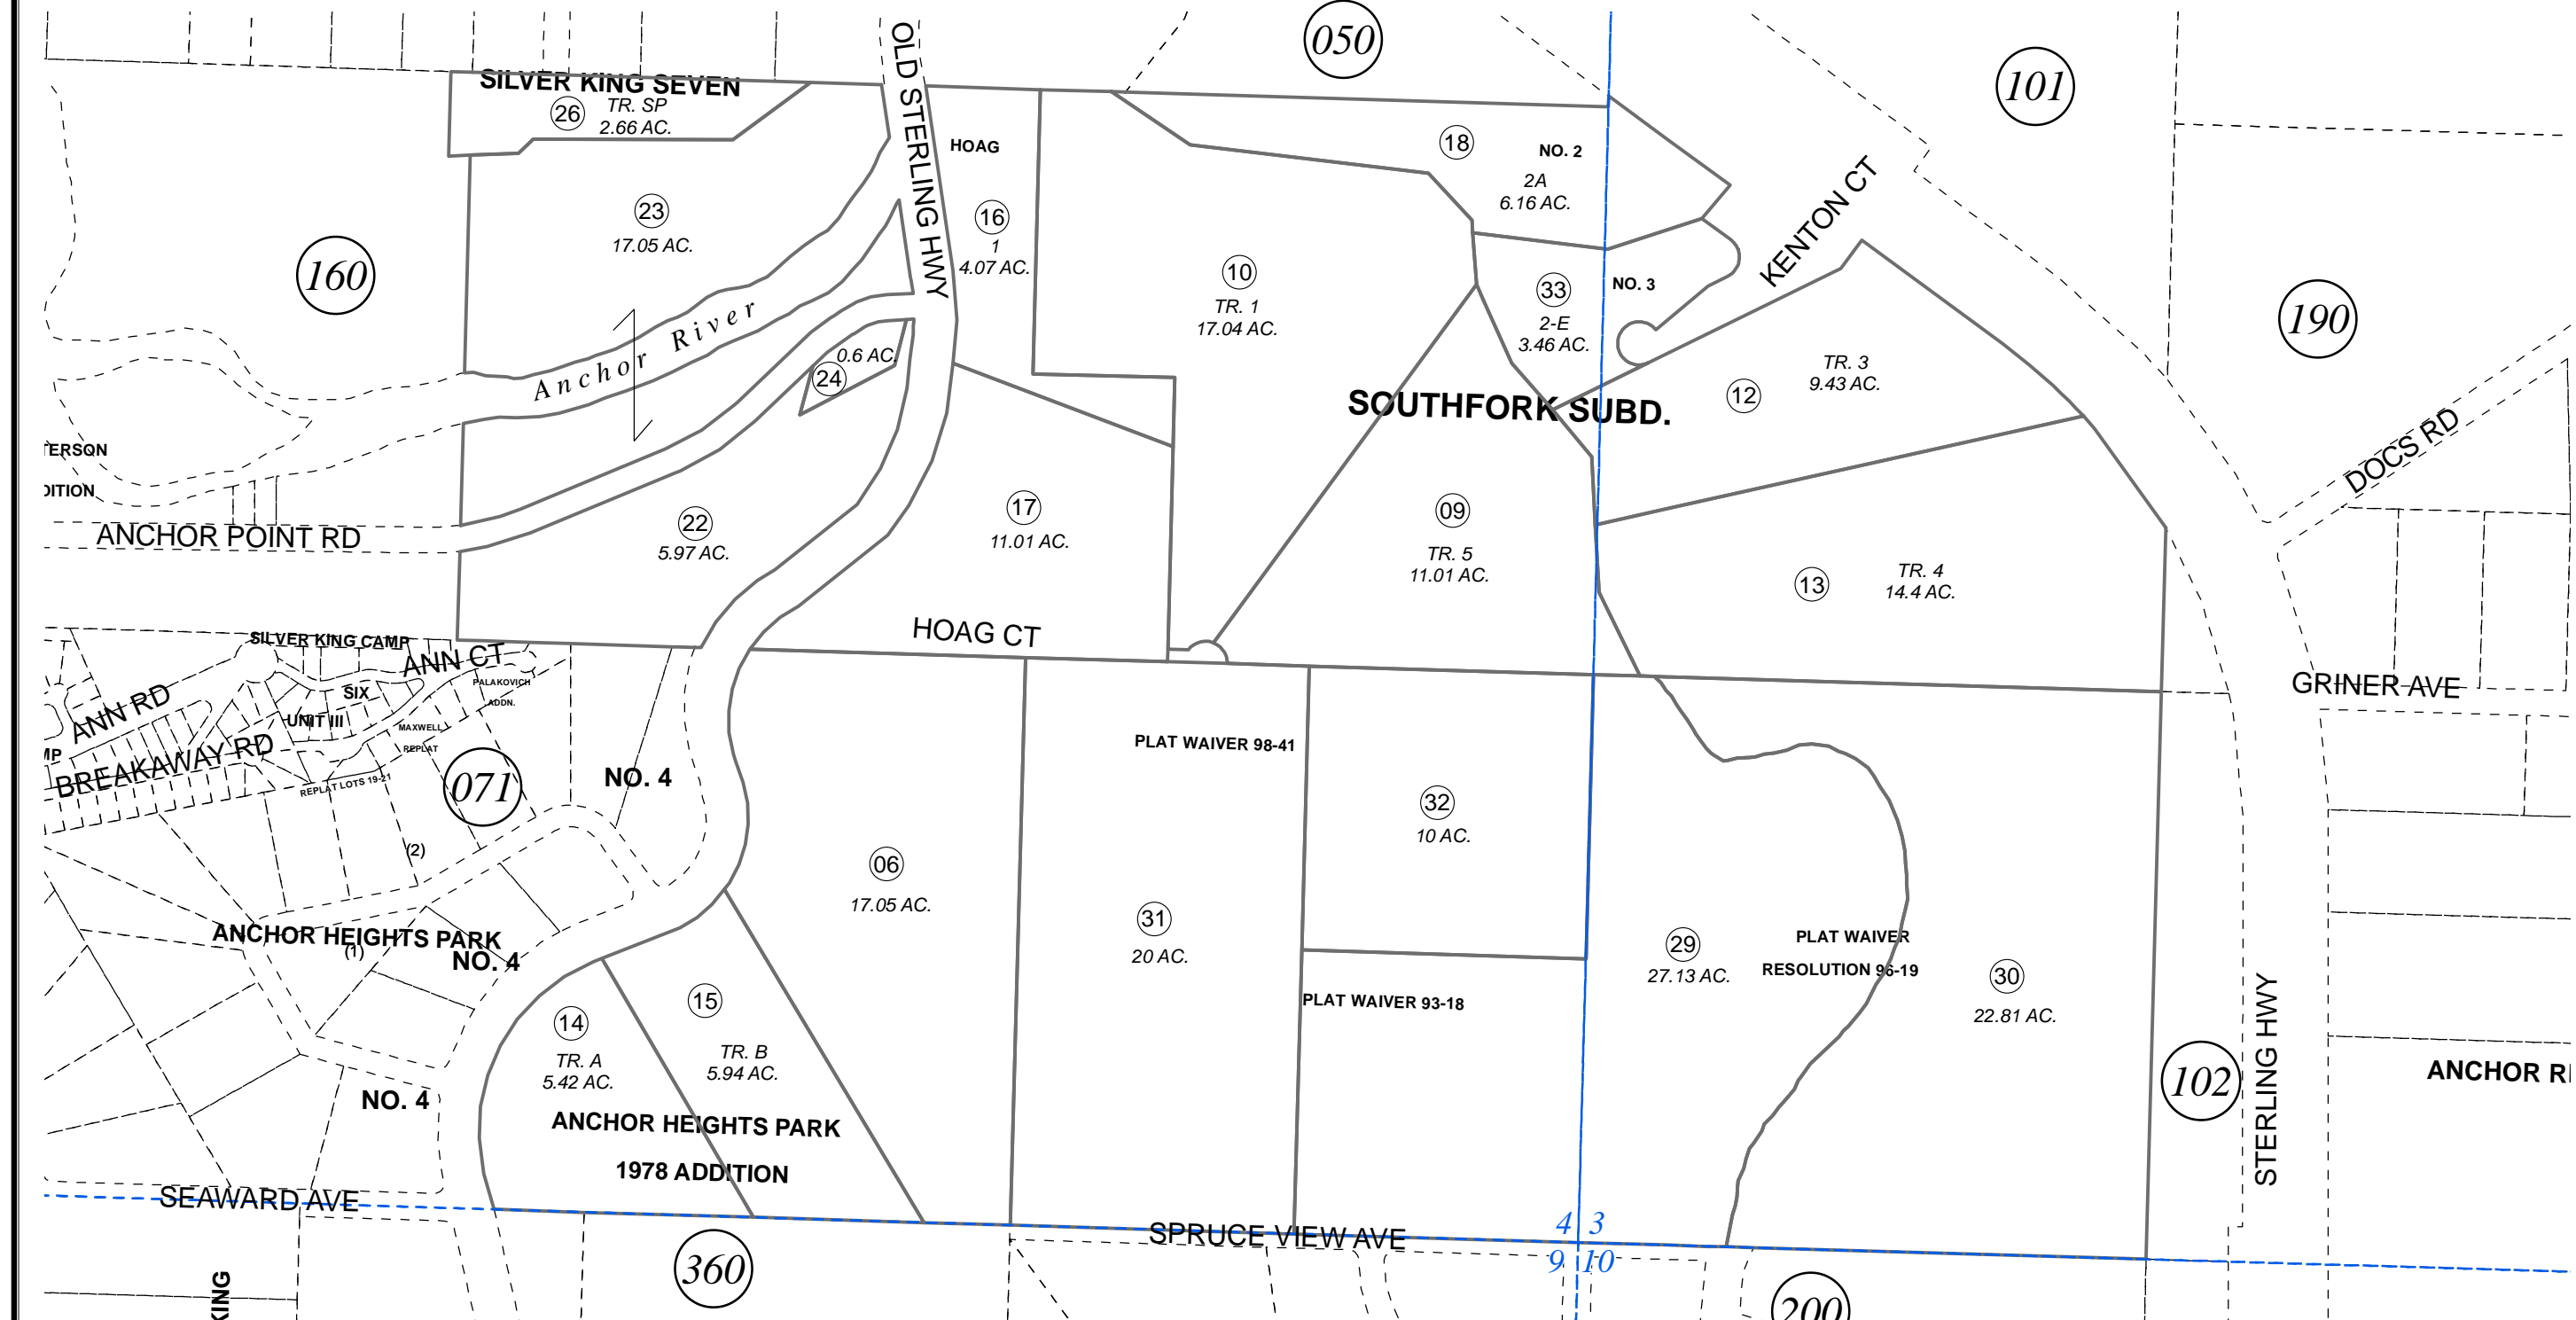 050
101
OLD STERLING HWY
SILVER KING SEVEN
26
TR. SP
2.66 AC.
HOAG
18
NO. 2
2A
6.16 AC.
KENTON CT
23
17.05 AC.
16
1
4.07 AC.
160
10
TR. 1
17.04 AC.
33
NO. 3
2-E
3.46 AC.
190
Anchor River
0.6 AC.
24
TR. 3
9.43 AC.
12
SOUTHFORK SUBD.
DOCS RD
TERSON
DITION
ANCHOR POINT RD
22
5.97 AC.
17
11.01 AC.
09
TR. 5
11.01 AC.
13
TR. 4
14.4 AC.
HOAG CT
SILVER KING CAMP
ANN CT
ANN RD
SIX
PALAKOVICH
ADDN.
UNIT III
MAXWELL
REPLAT
GRINER AVE
MP
BREAKAWAY RD
REPLAT LOTS 19-21
071
NO. 4
PLAT WAIVER 98-41
32
10 AC.
(2)
06
17.05 AC.
31
20 AC.
ANCHOR HEIGHTS PARK
(1)
NO. 4
29
27.13 AC.
PLAT WAIVER
RESOLUTION 96-19
30
22.81 AC.
PLAT WAIVER 93-18
14
TR. A
5.42 AC.
15
TR. B
5.94 AC.
STERLING HWY
102
ANCHOR RI
NO. 4
ANCHOR HEIGHTS PARK
1978 ADDITION
SEAWARD AVE
SPRUCE VIEW AVE
4 3
9 10
360
KING
200